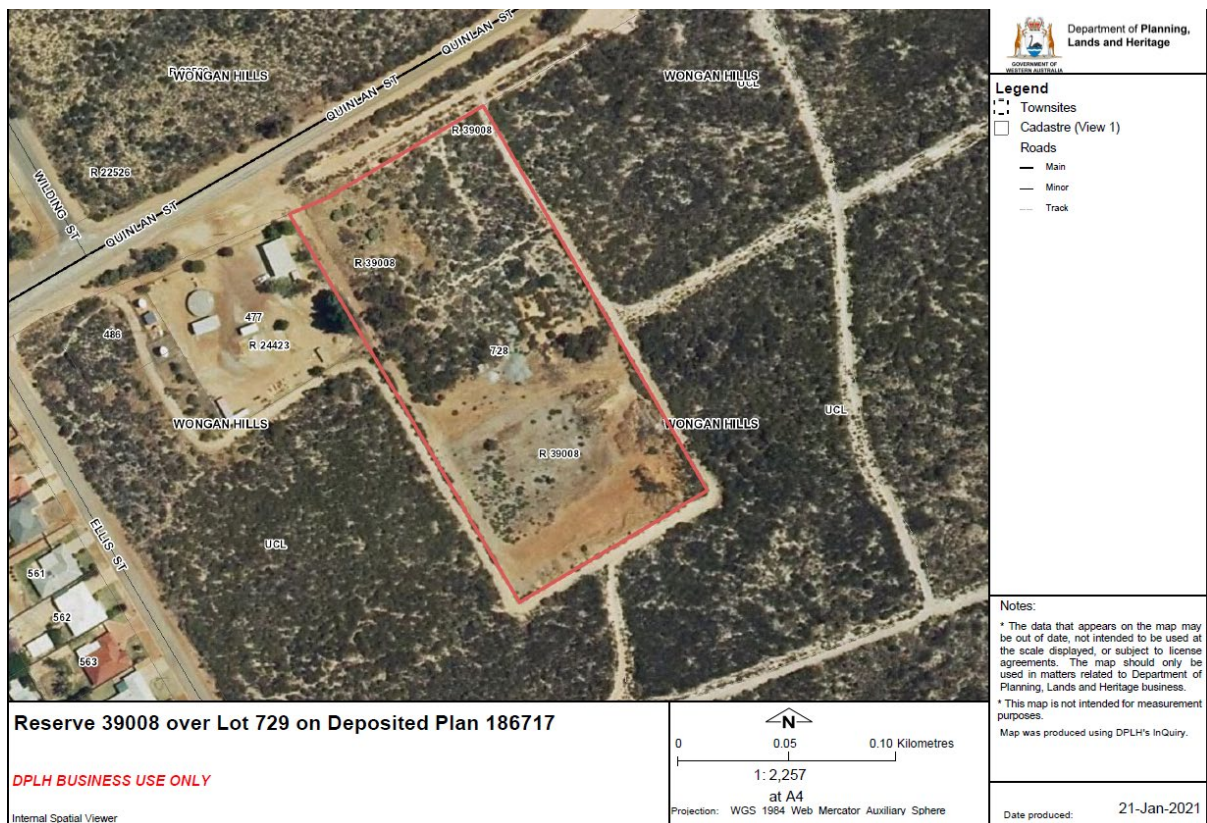 QUINLAN ST
R 22526
WONGAN HILLS
WONGAN HILLS
UCL
QUINLAN ST
R 39008
R 22526
WILDING ST
QUINLAN ST
R 39008
477
486
R 24423
728
WONGAN HILLS
WONGAN HILLS
UCL
R 39008
ELLIS ST
UCL
561
562
563
GOVERNMENT OF
WESTERN AUSTRALIA
Department of Planning,
Lands and Heritage
Legend
Townsites
Cadastre (View 1)
Roads
Main
Minor
Track
Notes:
* The data that appears on the map may
be out of date, not intended to be used at
the scale displayed, or subject to license
agreements. The map should only be
used in matters related to Department of
Planning, Lands and Heritage business.
* This map is not intended for measurement
purposes.
Map was produced using DPLH's InQuiry.
Date produced: 21-Jan-2021
Reserve 39008 over Lot 729 on Deposited Plan 186717
DPLH BUSINESS USE ONLY
Internal Spatial Viewer
N
0 0.05 0.10 Kilometres
1: 2,257
at A4
Projection: WGS 1984 Web Mercator Auxiliary Sphere